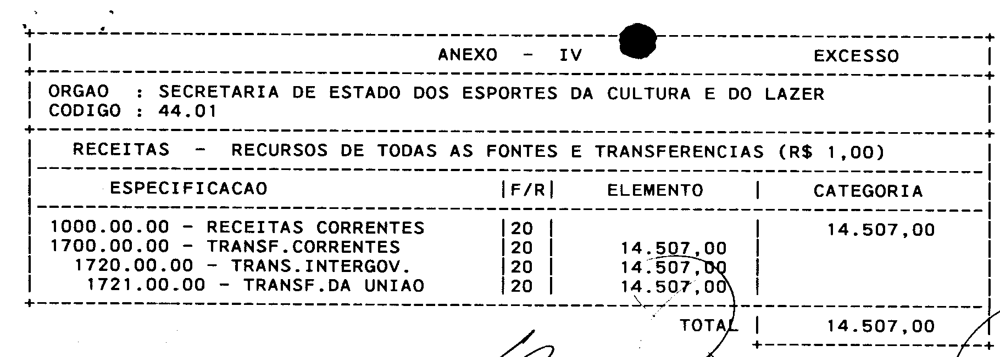 ANEXO - IV EXCESSO
ORGAO : SECRETARIA DE ESTADO DOS ESPORTES DA CULTURA E DO LAZER
CODIGO : 44.01
RECEITAS - RECURSOS DE TODAS AS FONTES E TRANSFERENCIAS (R$ 1,00)
ESPECIFICACAO |F/R| ELEMENTO | CATEGORIA
1000.00.00 - RECEITAS CORRENTES |20 | | 14.507,00
1700.00.00 - TRANSF.CORRENTES |20 | 14.507,00 |
1720.00.00 - TRANS.INTERGOV. |20 | 14.507,00 |
1721.00.00 - TRANSF.DA UNIAO |20 | 14.507,00 |
TOTAL | 14.507,00